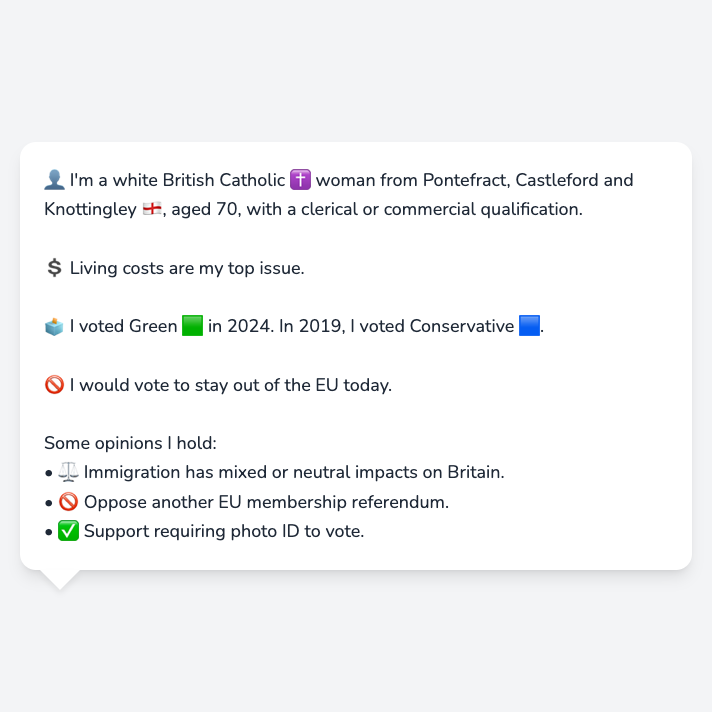 👤 I'm a white British Catholic ✝️ woman from Pontefract, Castleford and
Knottingley 🏴󠁧󠁢󠁥󠁮󠁧󠁿, aged 70, with a clerical or commercial qualification.
💲 Living costs are my top issue.
🗳️ I voted Green 🟩 in 2024. In 2019, I voted Conservative 🟦.
🚫 I would vote to stay out of the EU today.
Some opinions I hold:
• ⚖️ Immigration has mixed or neutral impacts on Britain.
• 🚫 Oppose another EU membership referendum.
• ✅ Support requiring photo ID to vote.